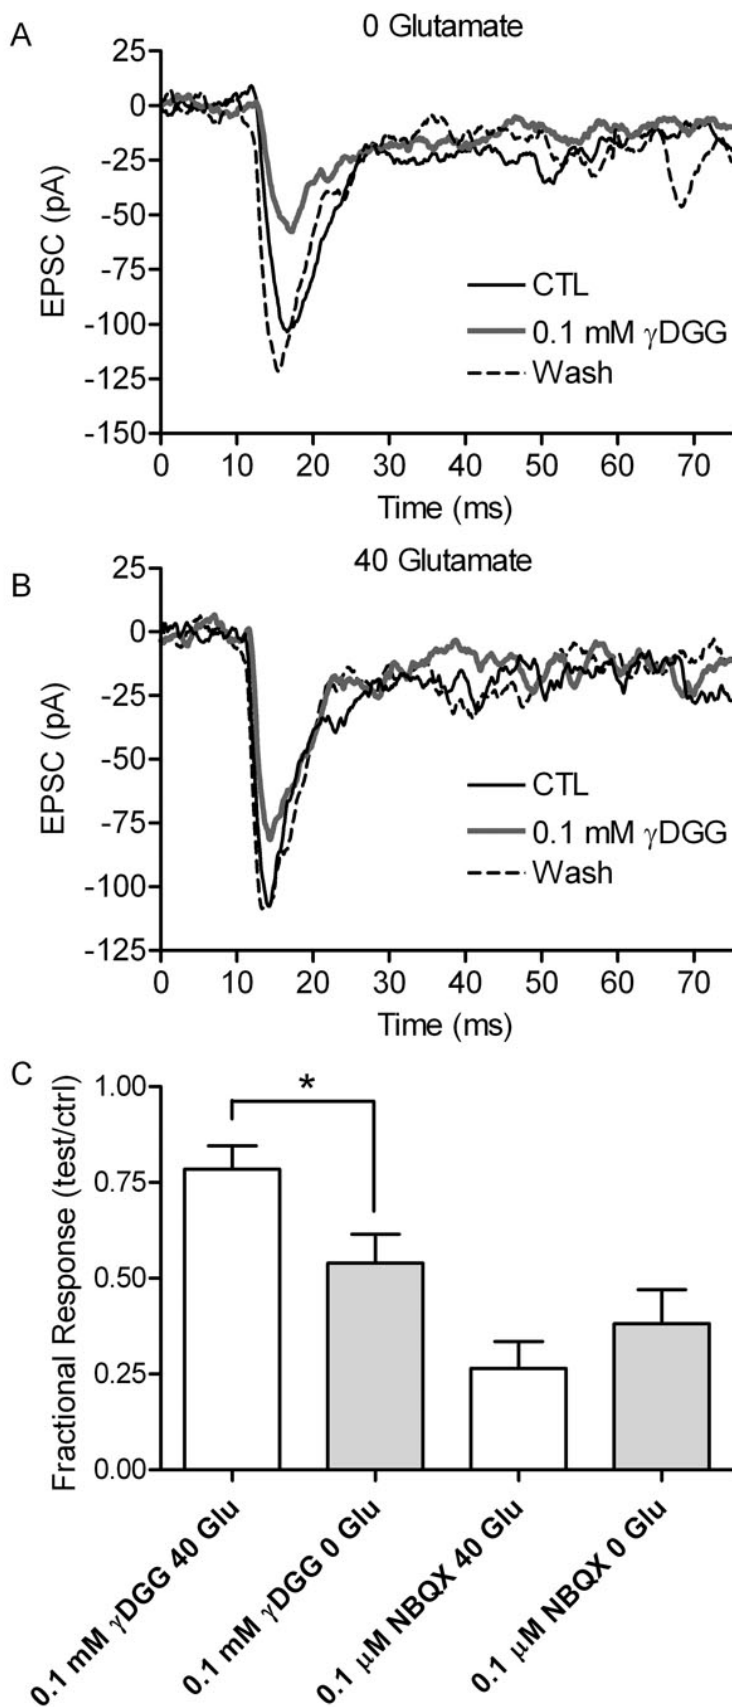 A
0 Glutamate
25
0
-25
-50
-75
-100
-125
-150
EPSC (pA)
CTL
0.1 mM γDGG
Wash
0 10 20 30 40 50 60 70
Time (ms)
B
40 Glutamate
25
0
-25
-50
-75
-100
-125
EPSC (pA)
CTL
0.1 mM γDGG
Wash
0 10 20 30 40 50 60 70
Time (ms)
C
1.00
0.75
0.50
0.25
0.00
Fractional Response (test/ctrl)
*
0.1 mM γDGG 40 Glu
0.1 mM γDGG 0 Glu
0.1 μM NBQX 40 Glu
0.1 μM NBQX 0 Glu